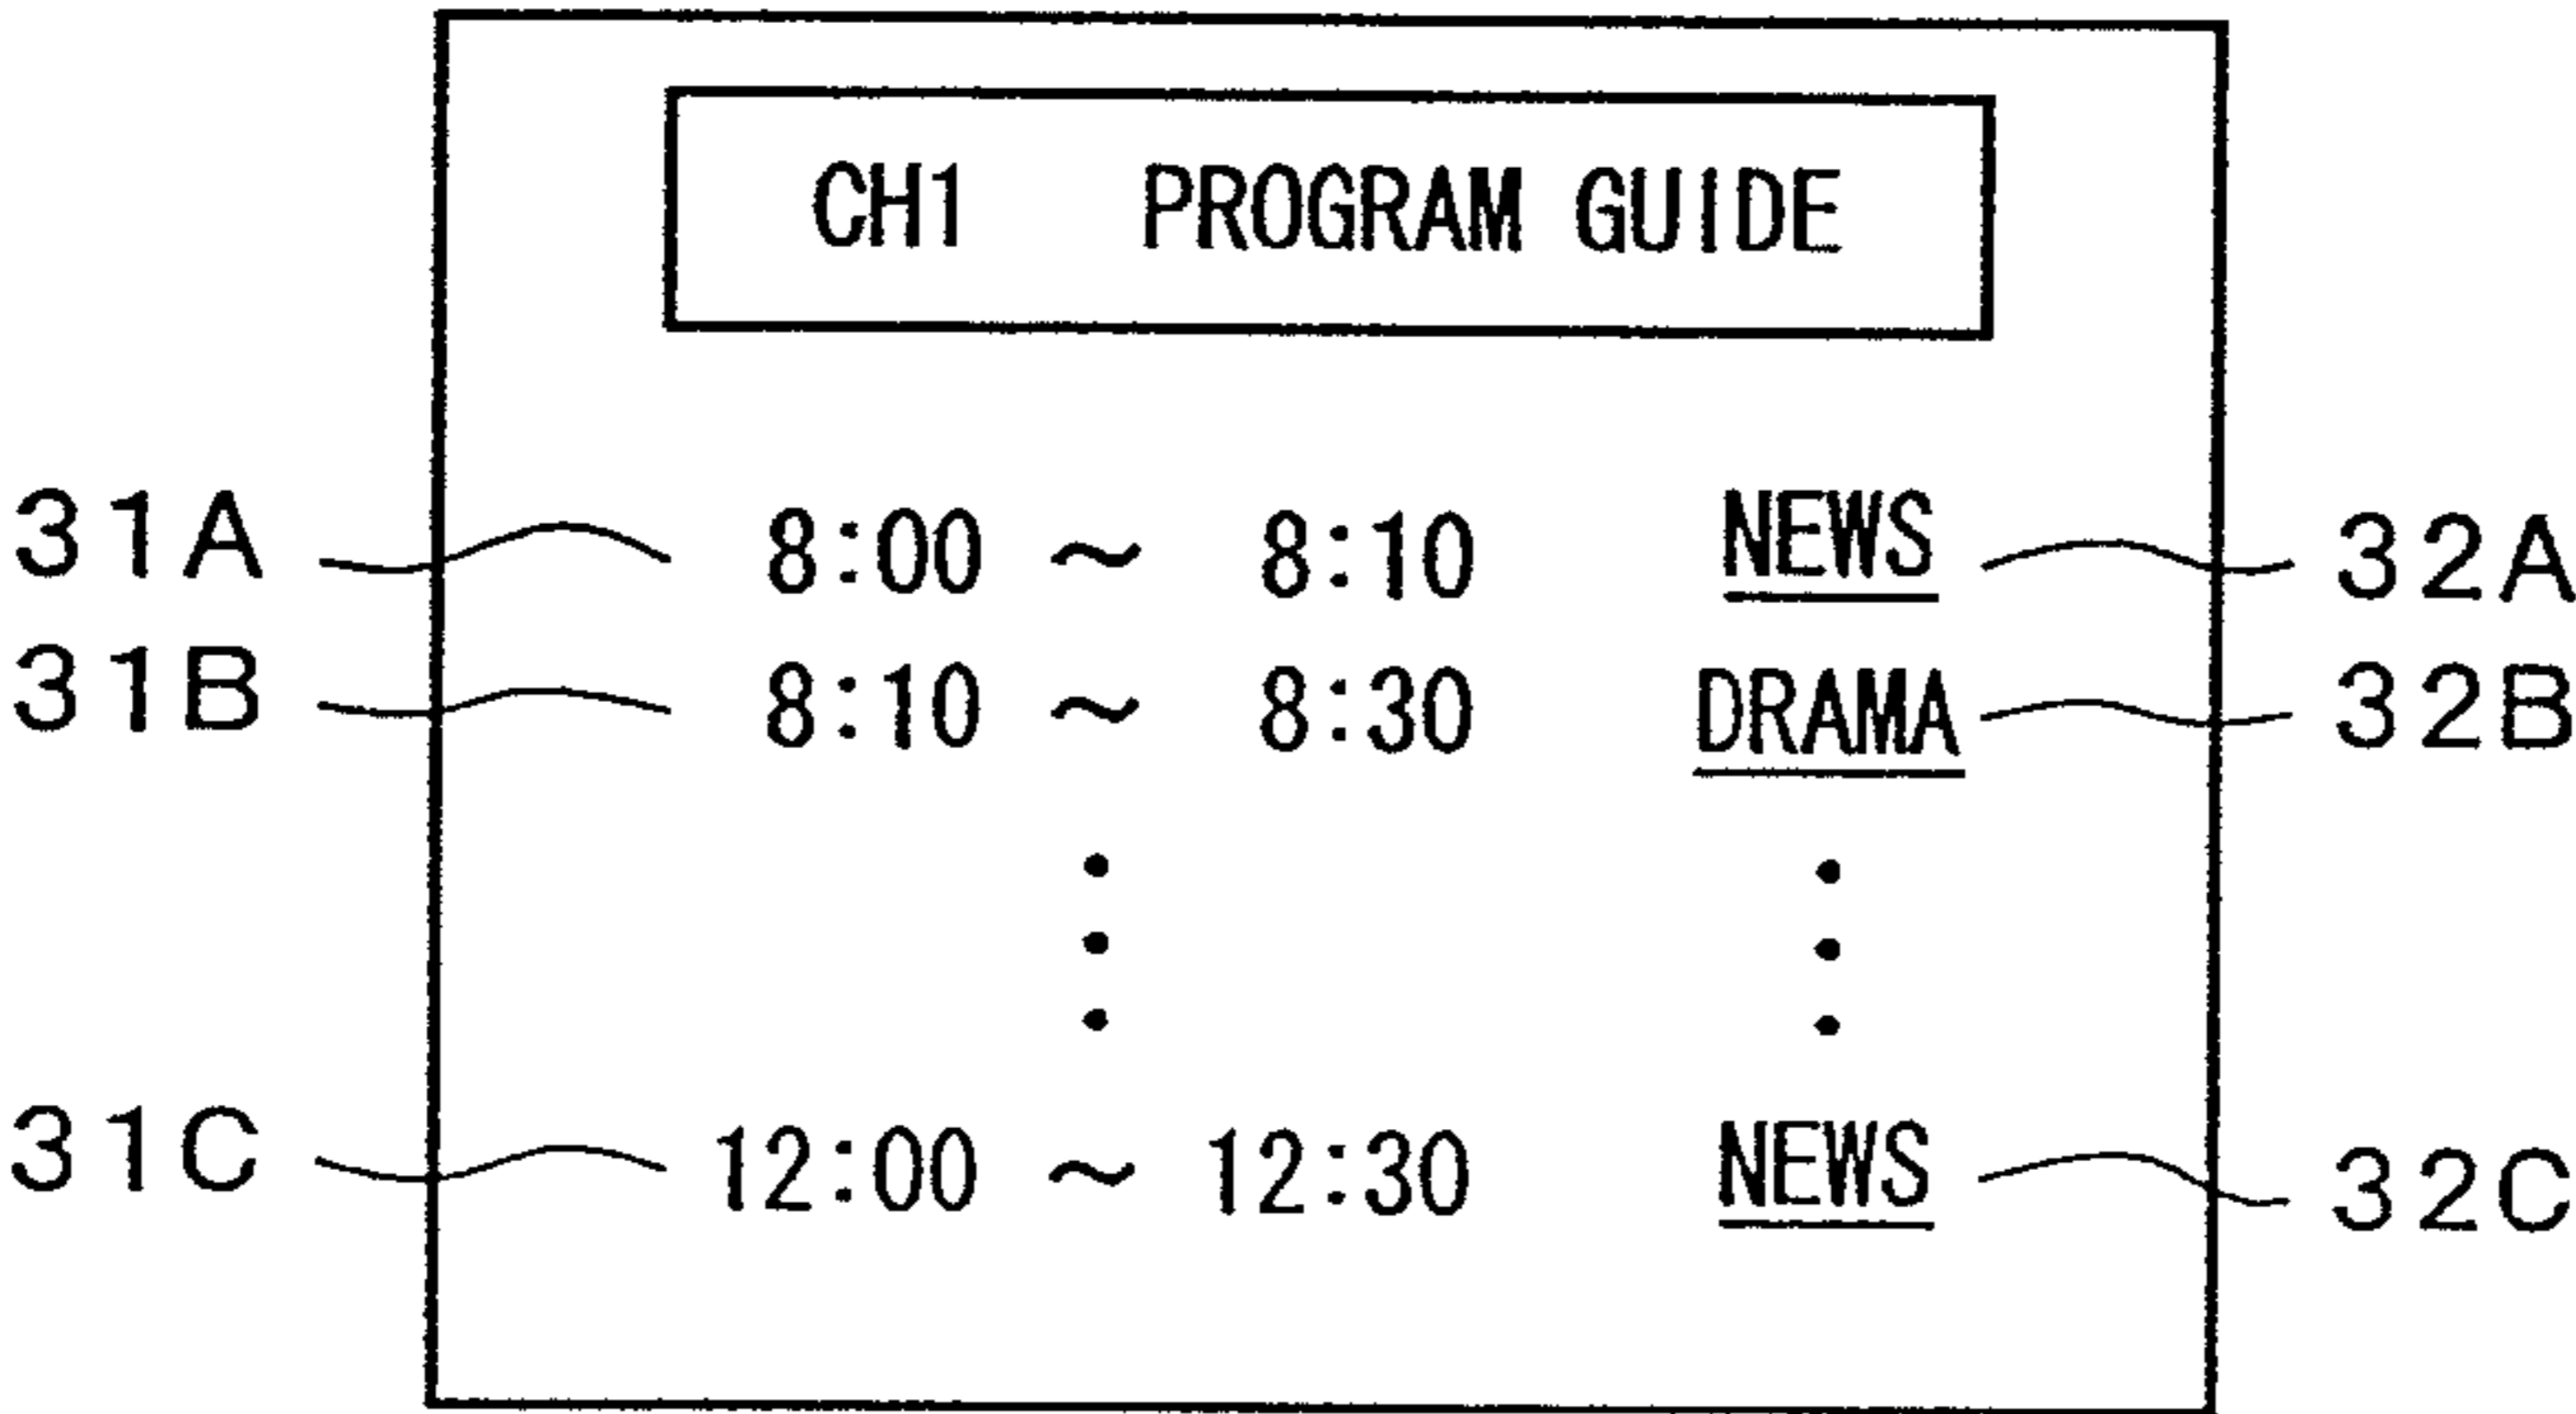 CH1 PROGRAM GUIDE
31A 8:00 ~ 8:10 NEWS 32A
31B 8:10 ~ 8:30 DRAMA 32B
31C 12:00 ~ 12:30 NEWS 32C